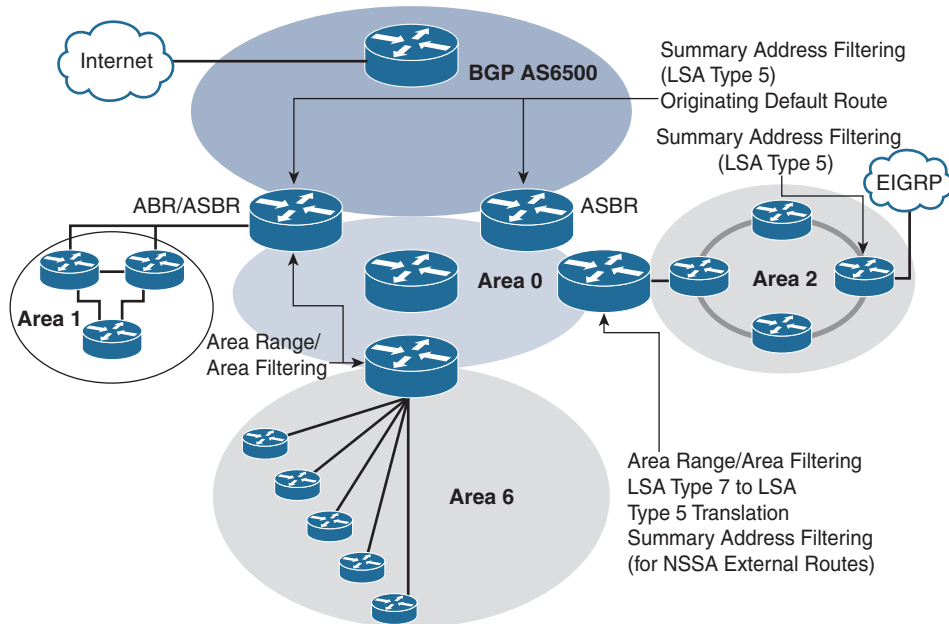 Internet
BGP AS6500
Summary Address Filtering
(LSA Type 5)
Originating Default Route
Summary Address Filtering
(LSA Type 5)
EIGRP
ABR/ASBR
ASBR
Area 1
Area 0
Area 2
Area Range/
Area Filtering
Area 6
Area Range/Area Filtering
LSA Type 7 to LSA
Type 5 Translation
Summary Address Filtering
(for NSSA External Routes)